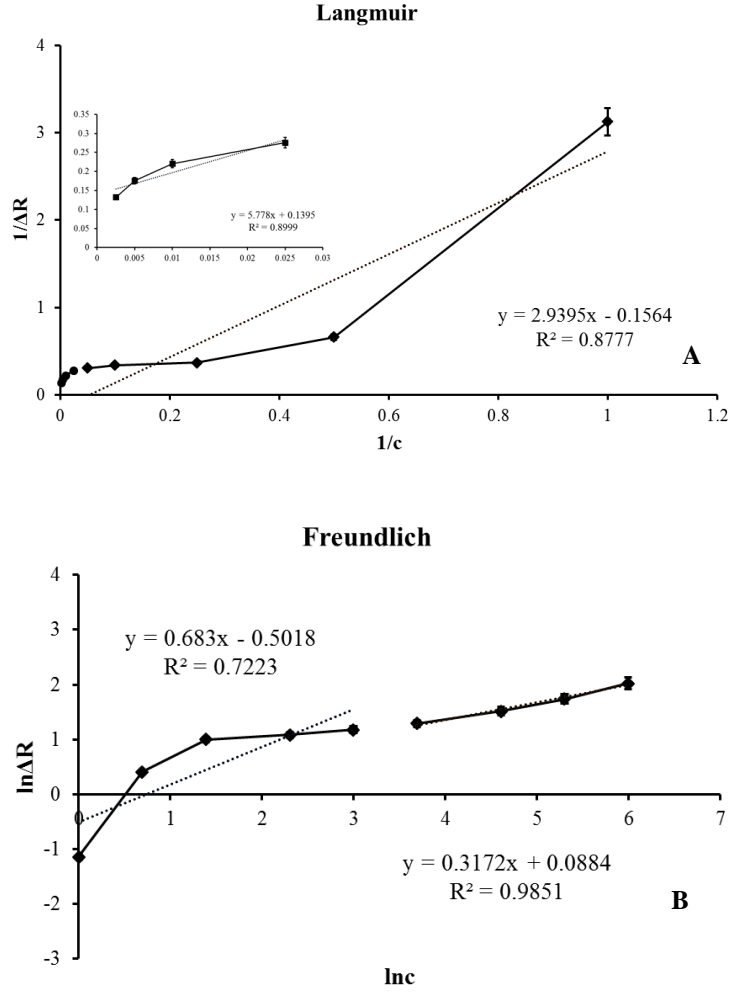 Langmuir
4
3
2
1
0
1/ΔR
0.35
0.3
0.25
0.2
0.15
0.1
0.05
0
0 0.005 0.01 0.015 0.02 0.025 0.03
y = 5.778x + 0.1395
R² = 0.8999
y = 2.9395x - 0.1564
R² = 0.8777
A
0 0.2 0.4 0.6 0.8 1 1.2
1/c
Freundlich
4
3
2
1
0
-1
-2
-3
lnΔR
y = 0.683x - 0.5018
R² = 0.7223
0 1 2 3 4 5 6 7
y = 0.3172x + 0.0884
R² = 0.9851
B
lnc